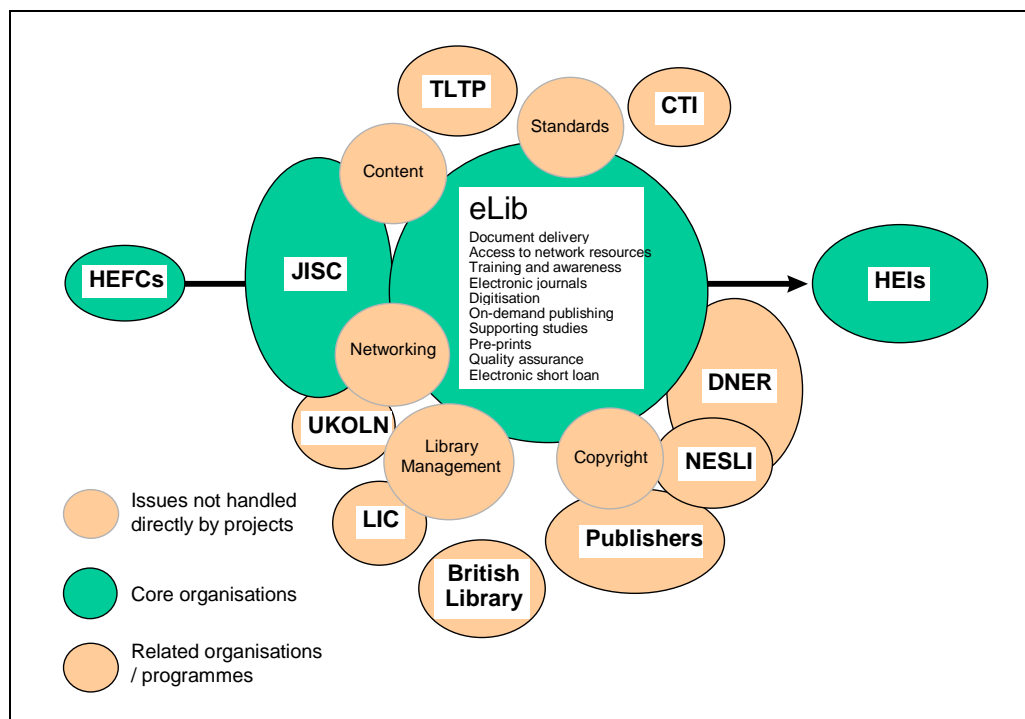 TLTP
CTI
Standards
Content
eLib
Document delivery
Access to network resources
Training and awareness
Electronic journals
Digitisation
On-demand publishing
Supporting studies
Pre-prints
Quality assurance
Electronic short loan
HEFCs
JISC
HEIs
Networking
DNER
UKOLN
Library
Management
Copyright
NESLI
LIC
Publishers
British
Library
Issues not handled
directly by projects
Core organisations
Related organisations
/ programmes